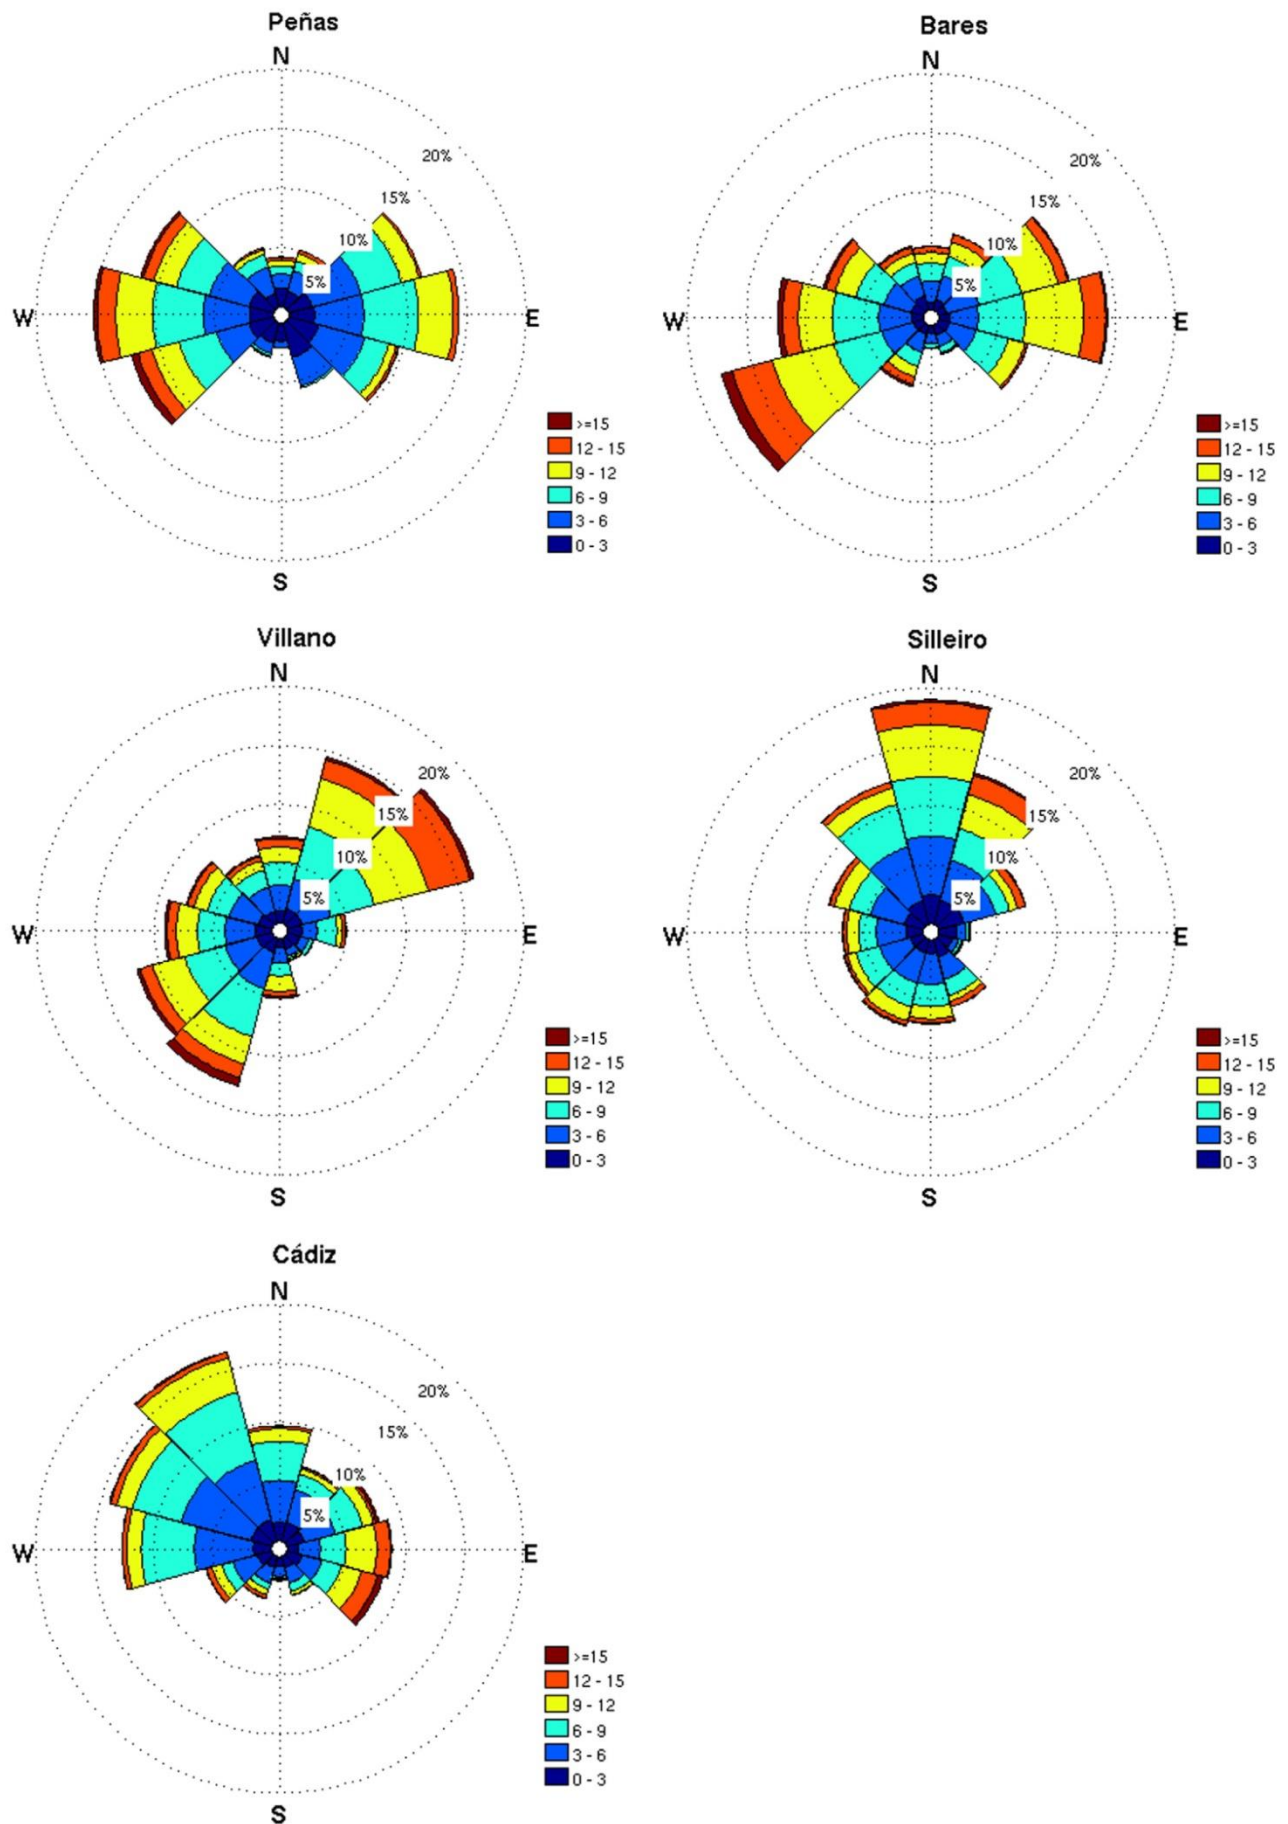 Peñas
N
20%
15%
10%
5%
W
E
S
>=15
12 - 15
9 - 12
6 - 9
3 - 6
0 - 3
Bares
N
20%
15%
10%
5%
W
E
S
>=15
12 - 15
9 - 12
6 - 9
3 - 6
0 - 3
Villano
N
20%
15%
10%
5%
W
E
S
>=15
12 - 15
9 - 12
6 - 9
3 - 6
0 - 3
Silleiro
N
20%
15%
10%
5%
W
E
S
>=15
12 - 15
9 - 12
6 - 9
3 - 6
0 - 3
Cádiz
N
20%
15%
10%
5%
W
E
S
>=15
12 - 15
9 - 12
6 - 9
3 - 6
0 - 3